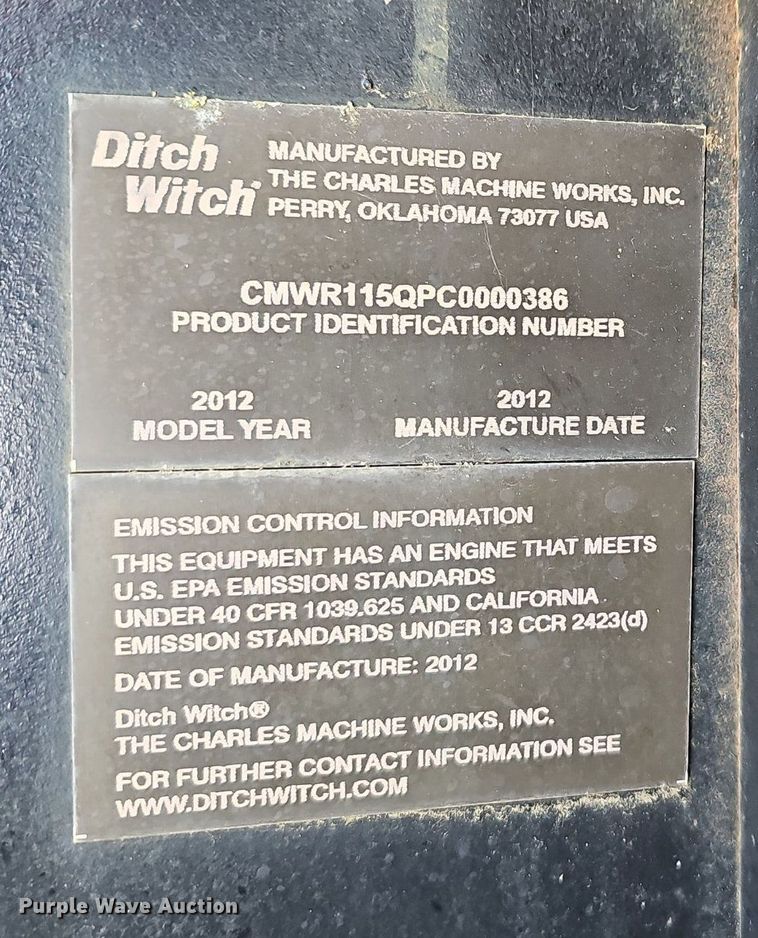 Ditch
Witch®
MANUFACTURED BY
THE CHARLES MACHINE WORKS, INC.
PERRY, OKLAHOMA 73077 USA
CMWR115QPC0000386
PRODUCT IDENTIFICATION NUMBER
2012
MODEL YEAR
2012
MANUFACTURE DATE
EMISSION CONTROL INFORMATION
THIS EQUIPMENT HAS AN ENGINE THAT MEETS
U.S. EPA EMISSION STANDARDS
UNDER 40 CFR 1039.625 AND CALIFORNIA
EMISSION STANDARDS UNDER 13 CCR 2423(d)
DATE OF MANUFACTURE: 2012
Ditch Witch®
THE CHARLES MACHINE WORKS, INC.
FOR FURTHER CONTACT INFORMATION SEE
WWW.DITCHWITCH.COM
Purple Wave Auction